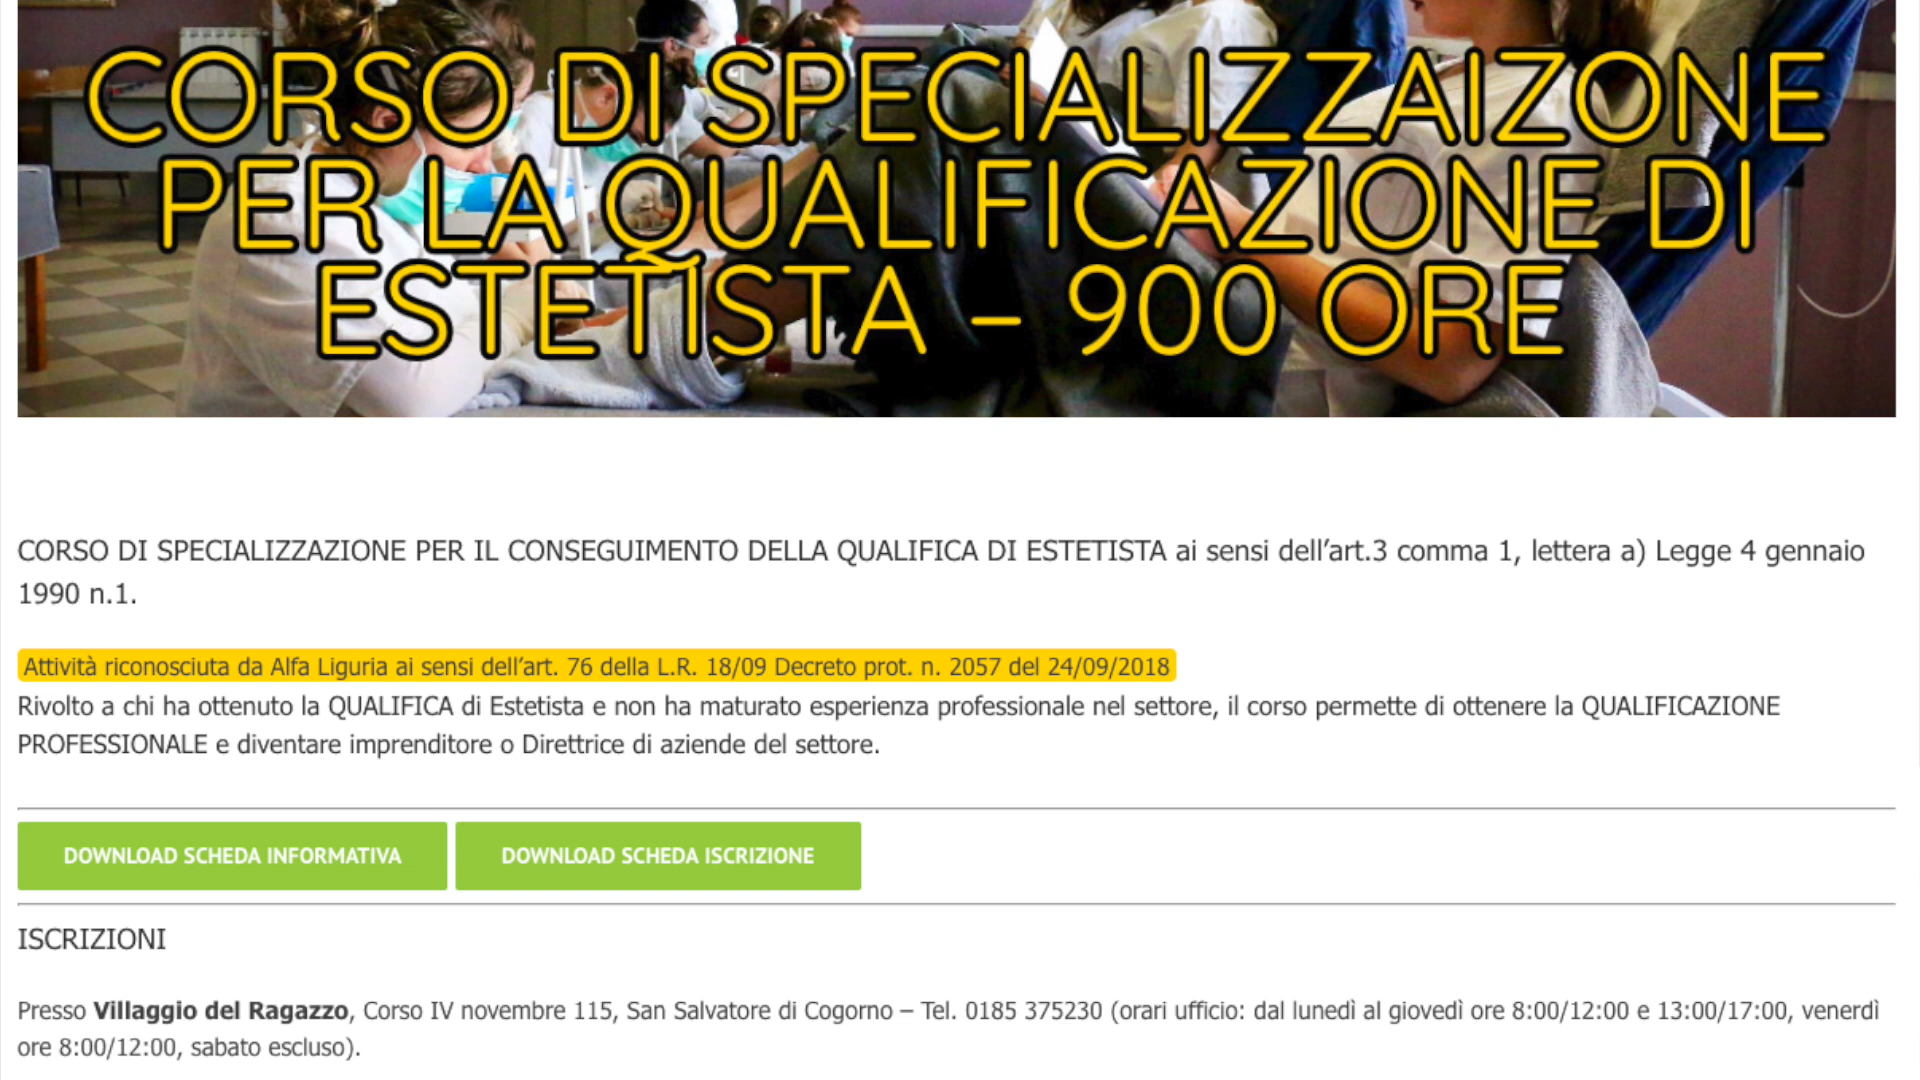 CORSO DI SPECIALIZZAIZONE
PER LA QUALIFICAZIONE DI
ESTETISTA – 900 ORE
CORSO DI SPECIALIZZAZIONE PER IL CONSEGUIMENTO DELLA QUALIFICA DI ESTETISTA ai sensi dell’art.3 comma 1, lettera a) Legge 4 gennaio
1990 n.1.
Attività riconosciuta da Alfa Liguria ai sensi dell’art. 76 della L.R. 18/09 Decreto prot. n. 2057 del 24/09/2018
Rivolto a chi ha ottenuto la QUALIFICA di Estetista e non ha maturato esperienza professionale nel settore, il corso permette di ottenere la QUALIFICAZIONE
PROFESSIONALE e diventare imprenditore o Direttrice di aziende del settore.
DOWNLOAD SCHEDA INFORMATIVA DOWNLOAD SCHEDA ISCRIZIONE
ISCRIZIONI
Presso Villaggio del Ragazzo, Corso IV novembre 115, San Salvatore di Cogorno – Tel. 0185 375230 (orari ufficio: dal lunedì al giovedì ore 8:00/12:00 e 13:00/17:00, venerdì
ore 8:00/12:00, sabato escluso).